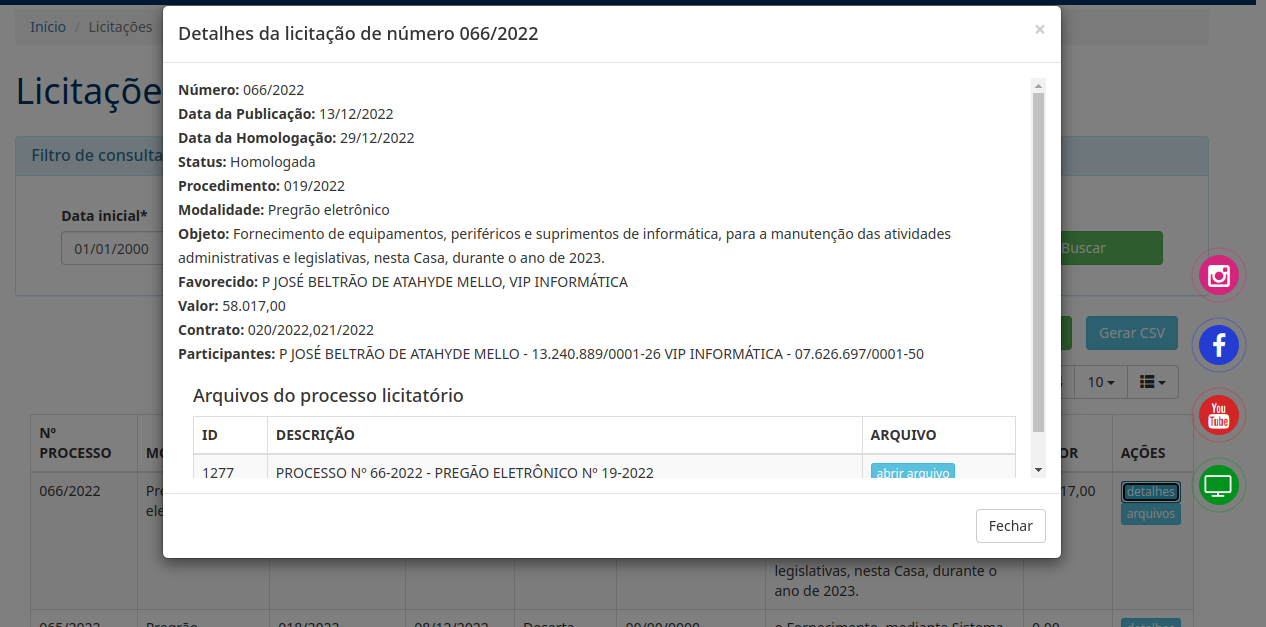 Início / Licitações
Detalhes da licitação de número 066/2022
×
Licitaçõe
Número: 066/2022
Data da Publicação: 13/12/2022
Data da Homologação: 29/12/2022
Status: Homologada
Procedimento: 019/2022
Modalidade: Pregrão eletrônico
Objeto: Fornecimento de equipamentos, periféricos e suprimentos de informática, para a manutenção das atividades
administrativas e legislativas, nesta Casa, durante o ano de 2023.
Favorecido: P JOSÉ BELTRÃO DE ATAHYDE MELLO, VIP INFORMÁTICA
Valor: 58.017,00
Contrato: 020/2022,021/2022
Participantes: P JOSÉ BELTRÃO DE ATAHYDE MELLO - 13.240.889/0001-26 VIP INFORMÁTICA - 07.626.697/0001-50
Arquivos do processo licitatório
ID DESCRIÇÃO ARQUIVO
1277 PROCESSO Nº 66-2022 - PREGÃO ELETRÔNICO Nº 19-2022 abrir arquivo
Fechar
Filtro de consulta
Data inicial*
01/01/2000
Buscar
Gerar CSV
10
You
Tube
Nº
PROCESSO
AÇÕES
066/2022
17,00
detalhes
arquivos
legislativas, nesta Casa, durante o
ano de 2023.
065/2022 Pregrão 018/2022 08/12/2022 Deserta 00/00/0000 e Fornecimento, mediante Sistema 0,00 detalhes